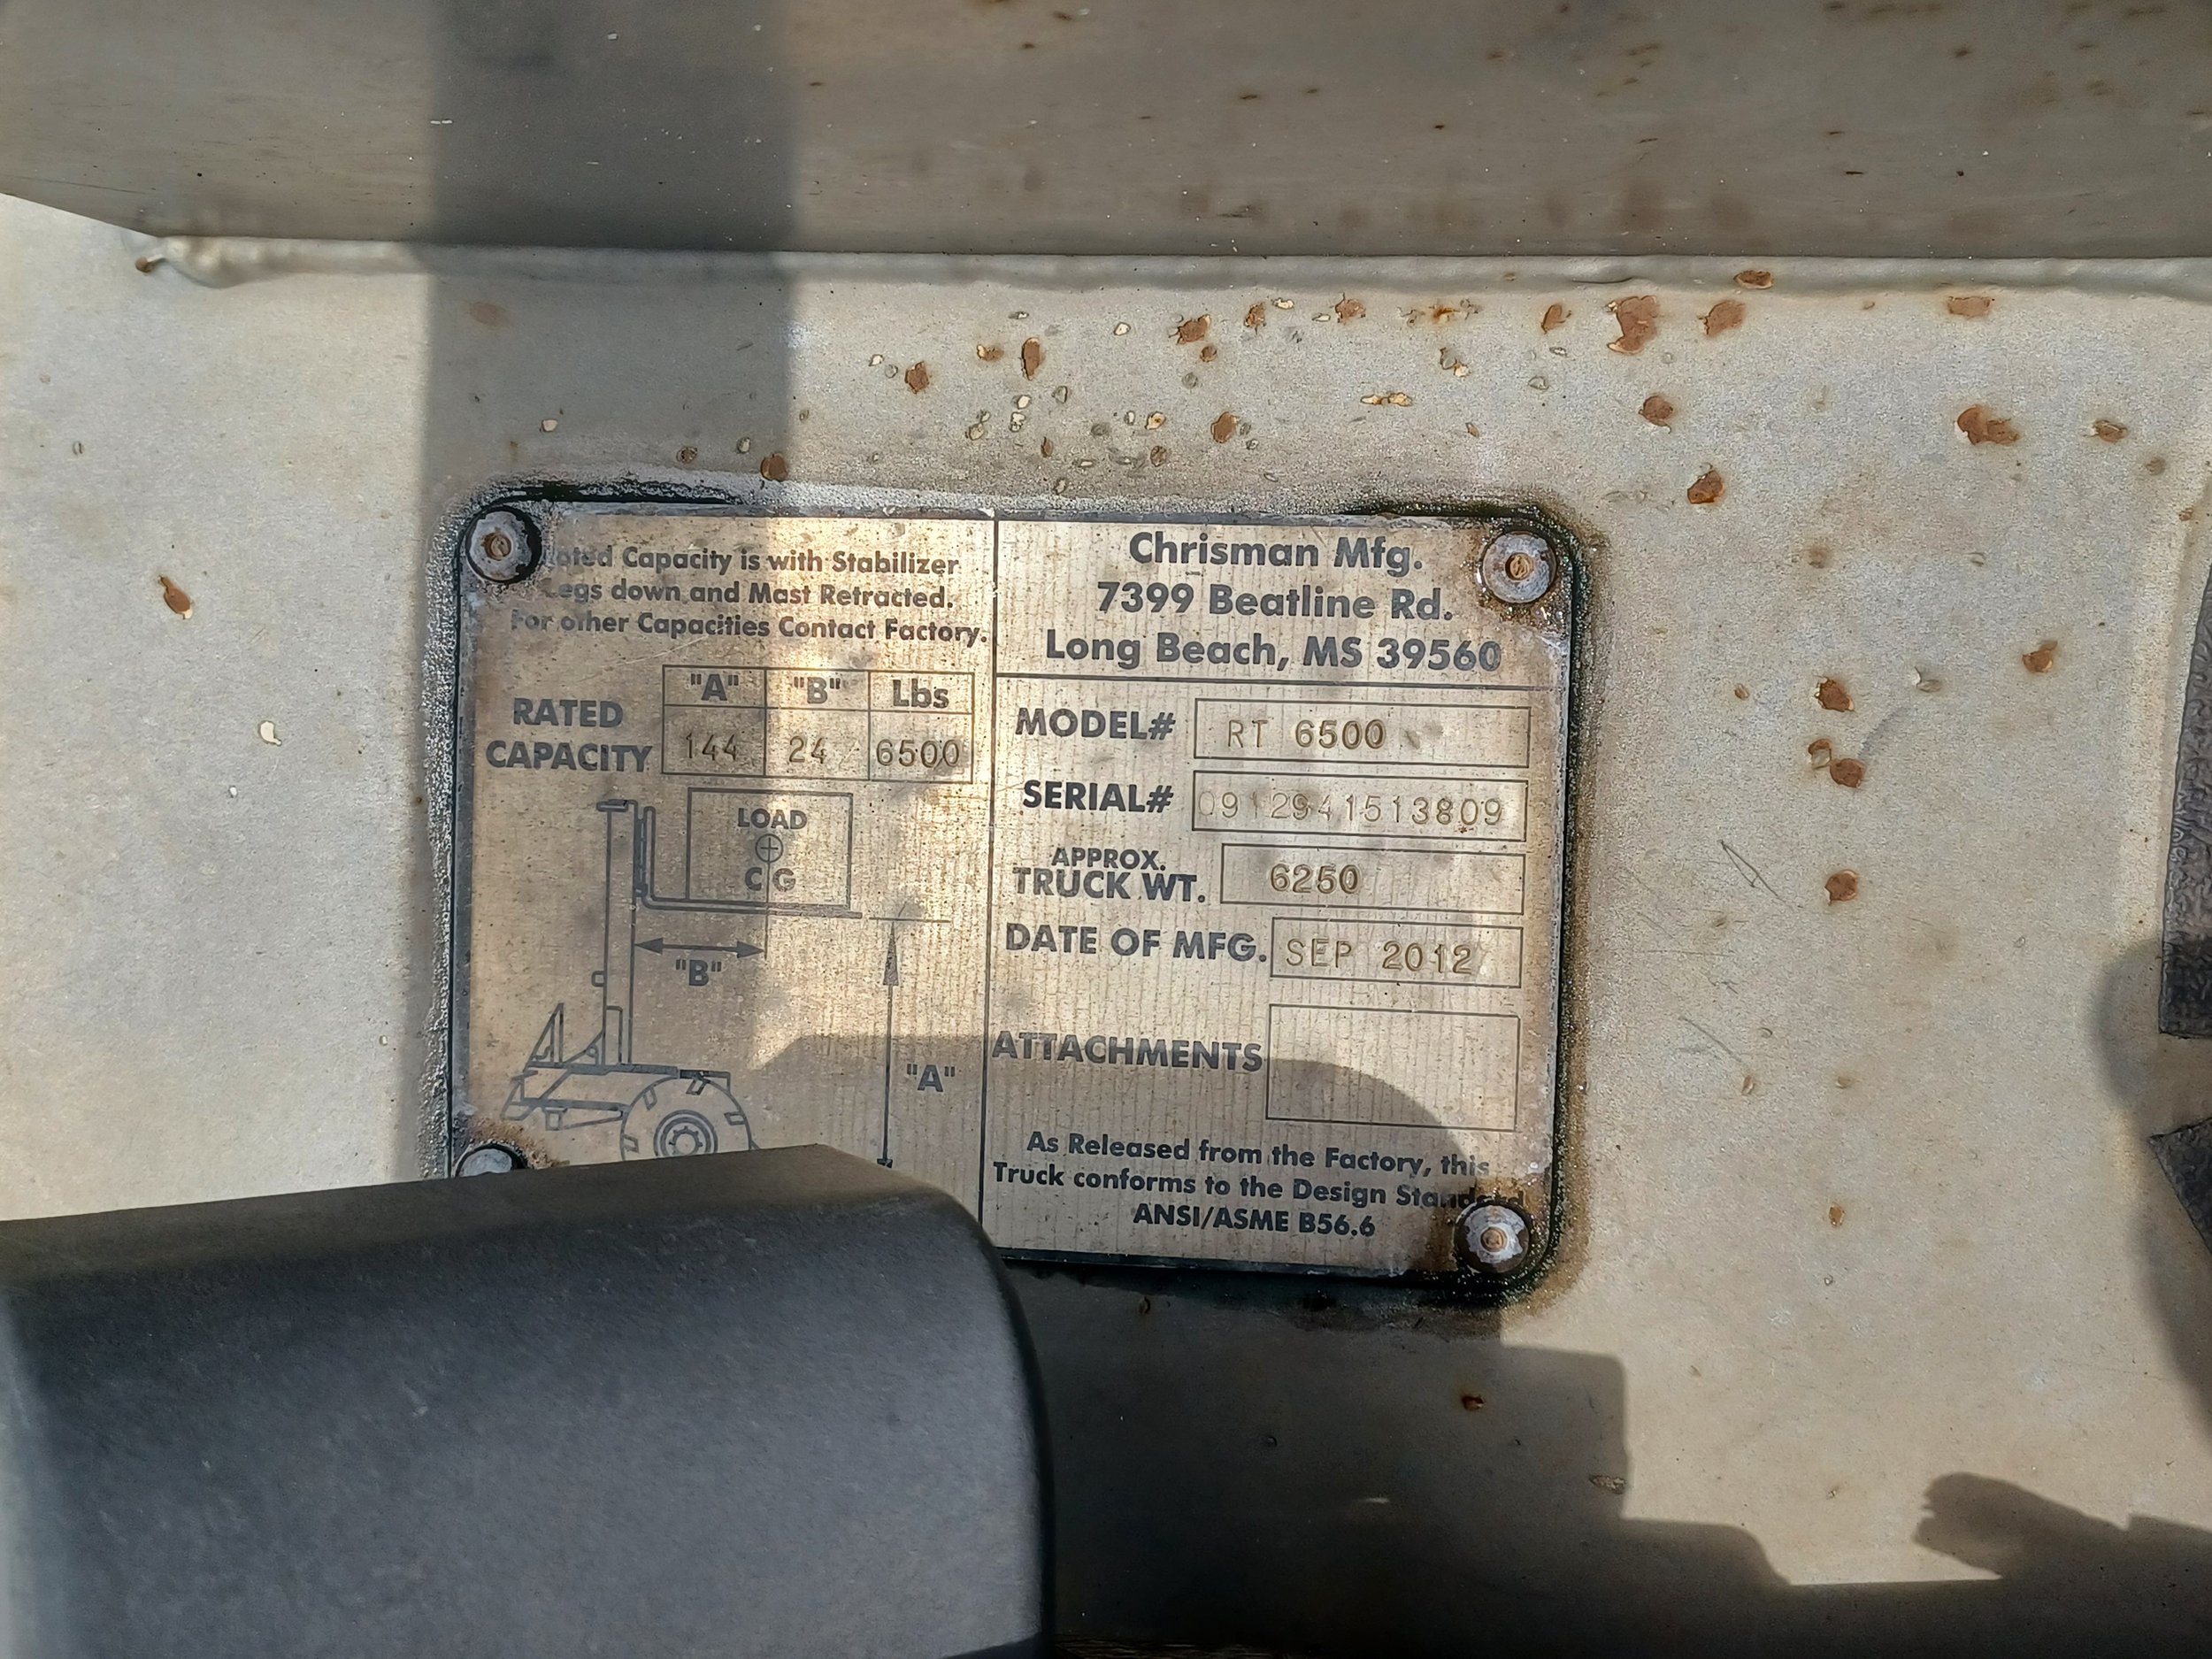 Rated Capacity is with Stabilizer
Legs down and Mast Retracted.
For other Capacities Contact Factory.
"A" "B" Lbs
RATED
CAPACITY 144 24 6500
LOAD
CG
"B"
"A"
Chrisman Mfg.
7399 Beatline Rd.
Long Beach, MS 39560
MODEL# RT 6500
SERIAL# 0912941513809
APPROX.
TRUCK WT. 6250
DATE OF MFG. SEP 2012
ATTACHMENTS
As Released from the Factory, this
Truck conforms to the Design Standard
ANSI/ASME B56.6